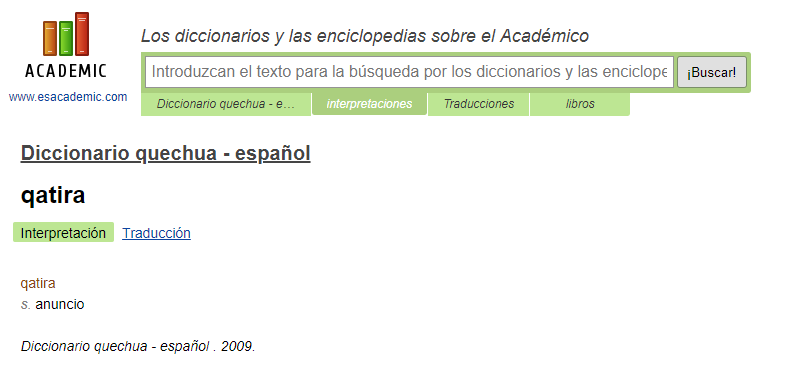 Los diccionarios y las enciclopedias sobre el Académico
ACADEMIC
Introduzcan el texto para la búsqueda por los diccionarios y las enciclope
¡Buscar!
www.esacademic.com
Diccionario quechua - e…
interpretaciones
Traducciones
libros
Diccionario quechua - español
qatira
Interpretación
Traducción
qatira
s. anuncio
Diccionario quechua - español . 2009.